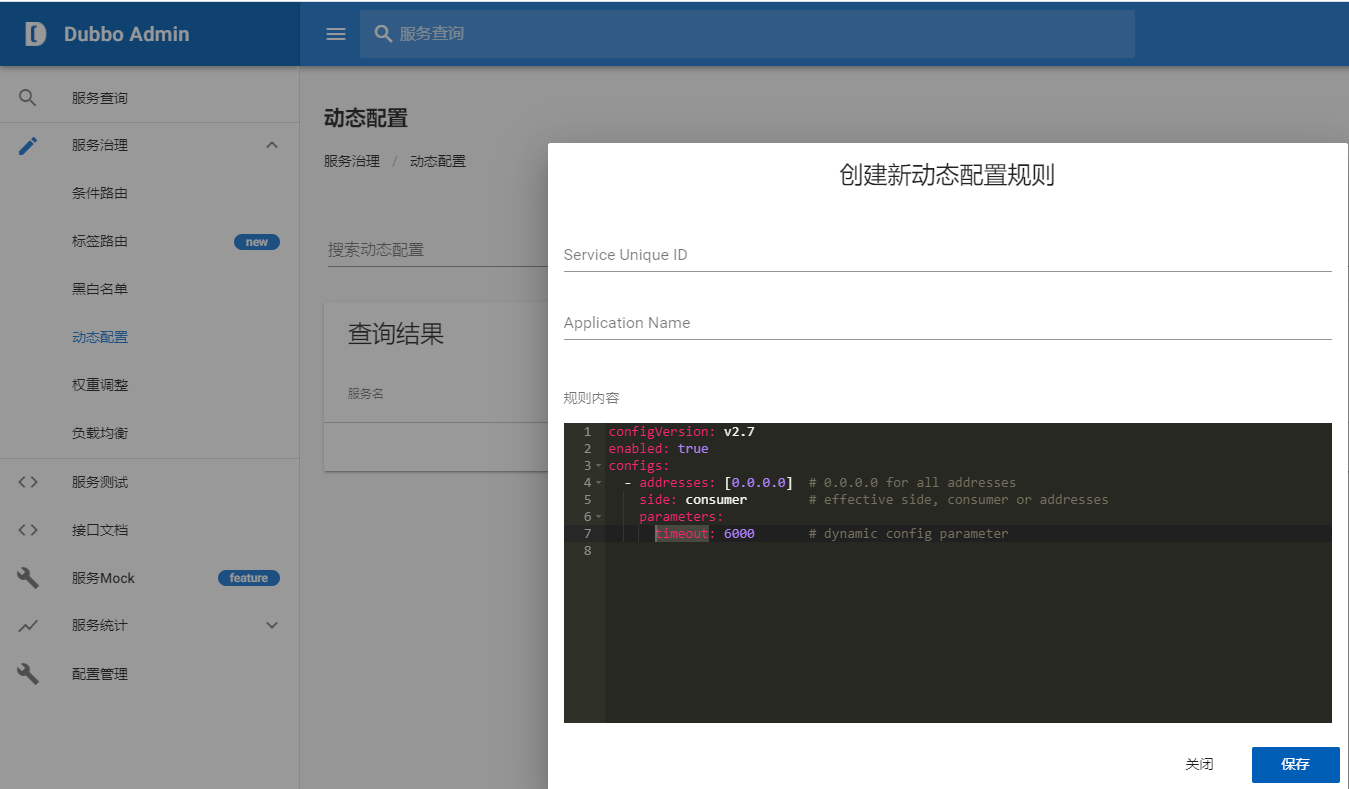 Dubbo Admin
服务查询
服务查询
服务治理
条件路由
标签路由 new
黑白名单
动态配置
权重调整
负载均衡
服务测试
接口文档
服务Mock feature
服务统计
配置管理
动态配置
服务治理 / 动态配置
搜索动态配置
查询结果
服务名
创建新动态配置规则
Service Unique ID
Application Name
规则内容
1 configVersion: v2.7
2 enabled: true
3 configs:
4 - addresses: [0.0.0.0] # 0.0.0.0 for all addresses
5 side: consumer # effective side, consumer or addresses
6 parameters:
7 timeout: 6000 # dynamic config parameter
8
关闭 保存